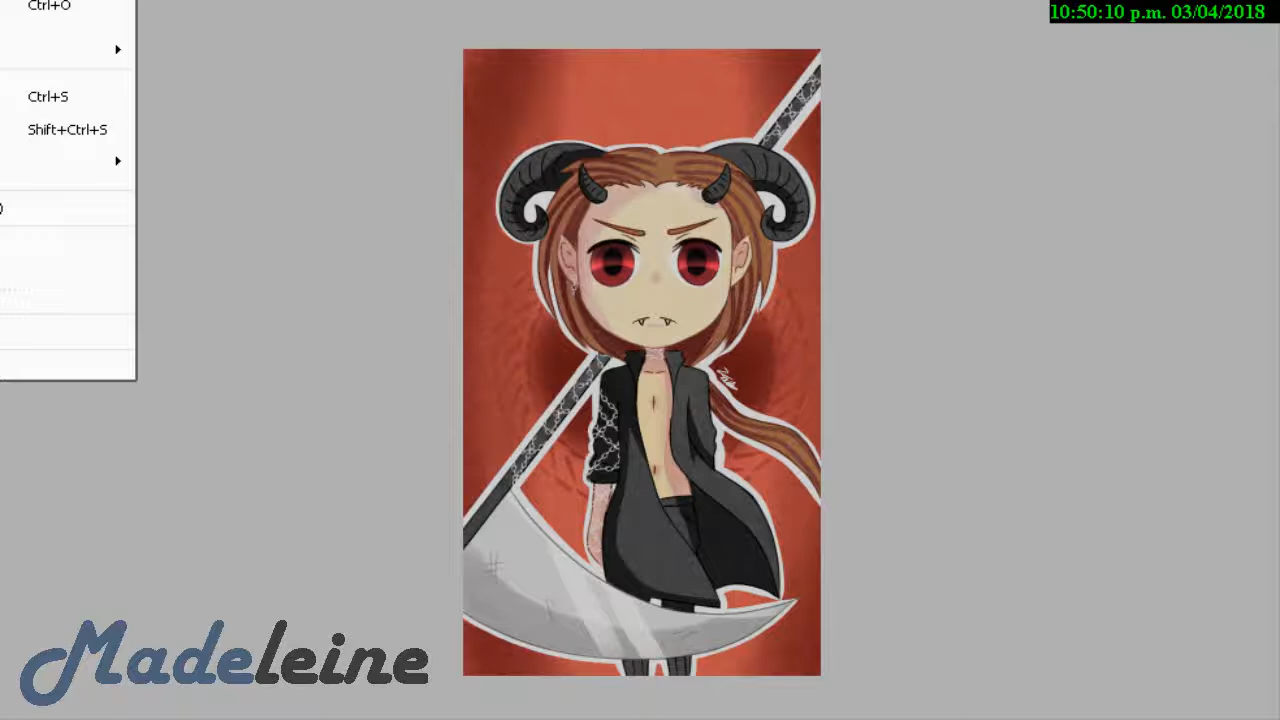 Ctrl+O
10:50:10 p.m. 03/04/2018
Ctrl+S
Shift+Ctrl+S
)
Madeleine